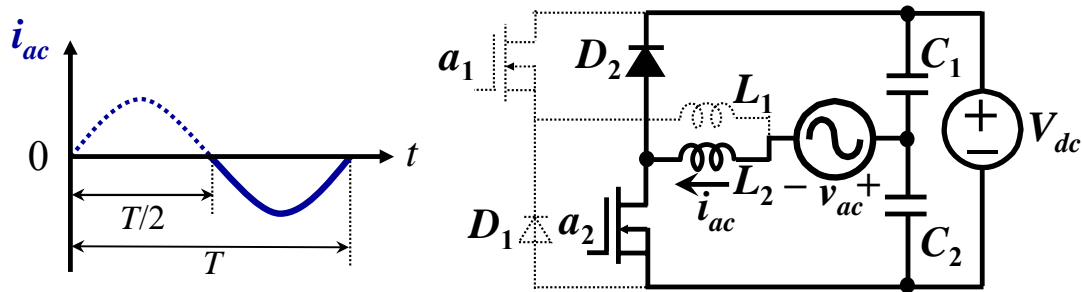 i_ac
0
t
T/2
T
a_1
D_2
C_1
L_1
+
−
V_dc
L_2
− v_ac +
i_ac
D_1
a_2
C_2